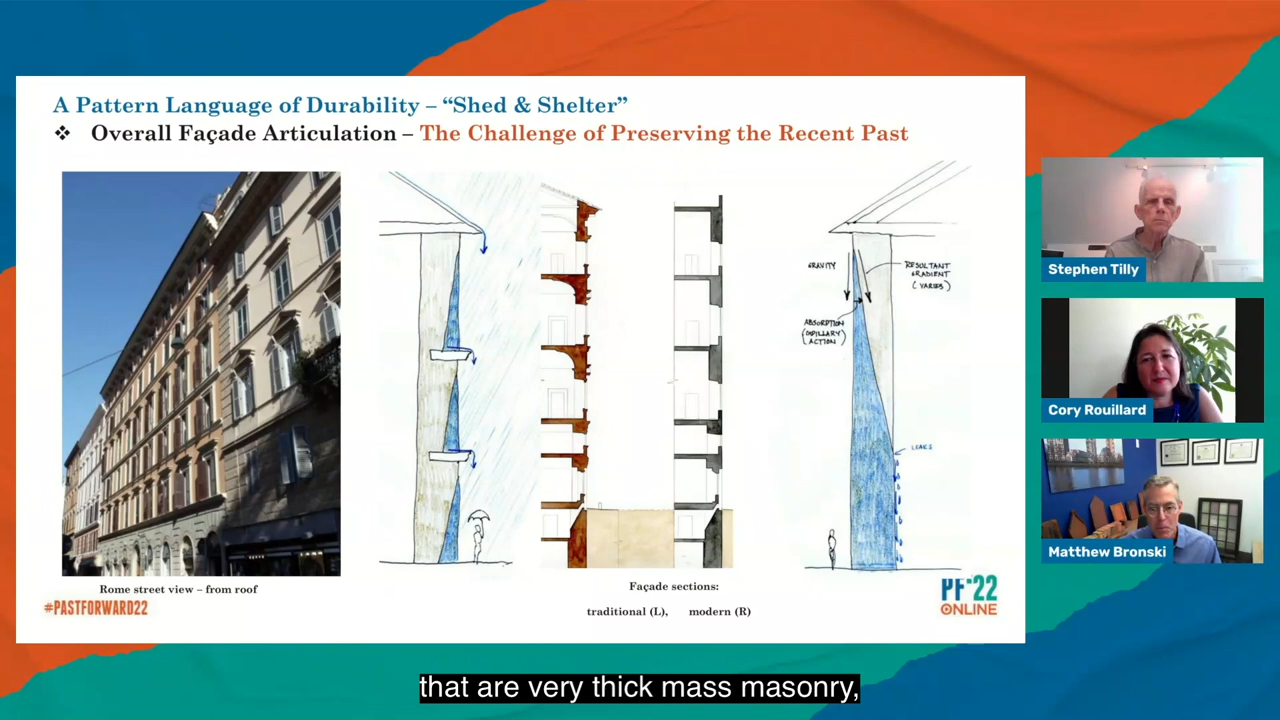 A Pattern Language of Durability – “Shed & Shelter”
❖ Overall Façade Articulation – The Challenge of Preserving the Recent Past
GRAVITY
RESULTANT
GRADIENT
(VARIES)
ABSORPTION
(CAPILLARY)
ACTION
LEAKS
Rome street view – from roof
Façade sections:
traditional (L), modern (R)
#PASTFORWARD22
PF'22
ONLINE
Stephen Tilly
Cory Rouillard
Matthew Bronski
that are very thick mass masonry,